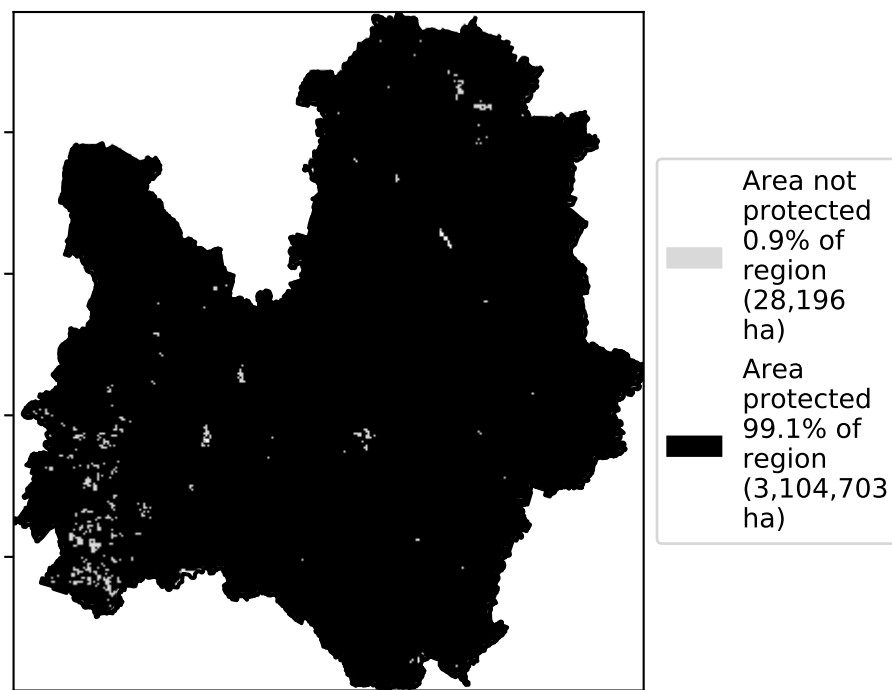 Area not
protected
0.9% of
region
(28,196
ha)
Area
protected
99.1% of
region
(3,104,703
ha)